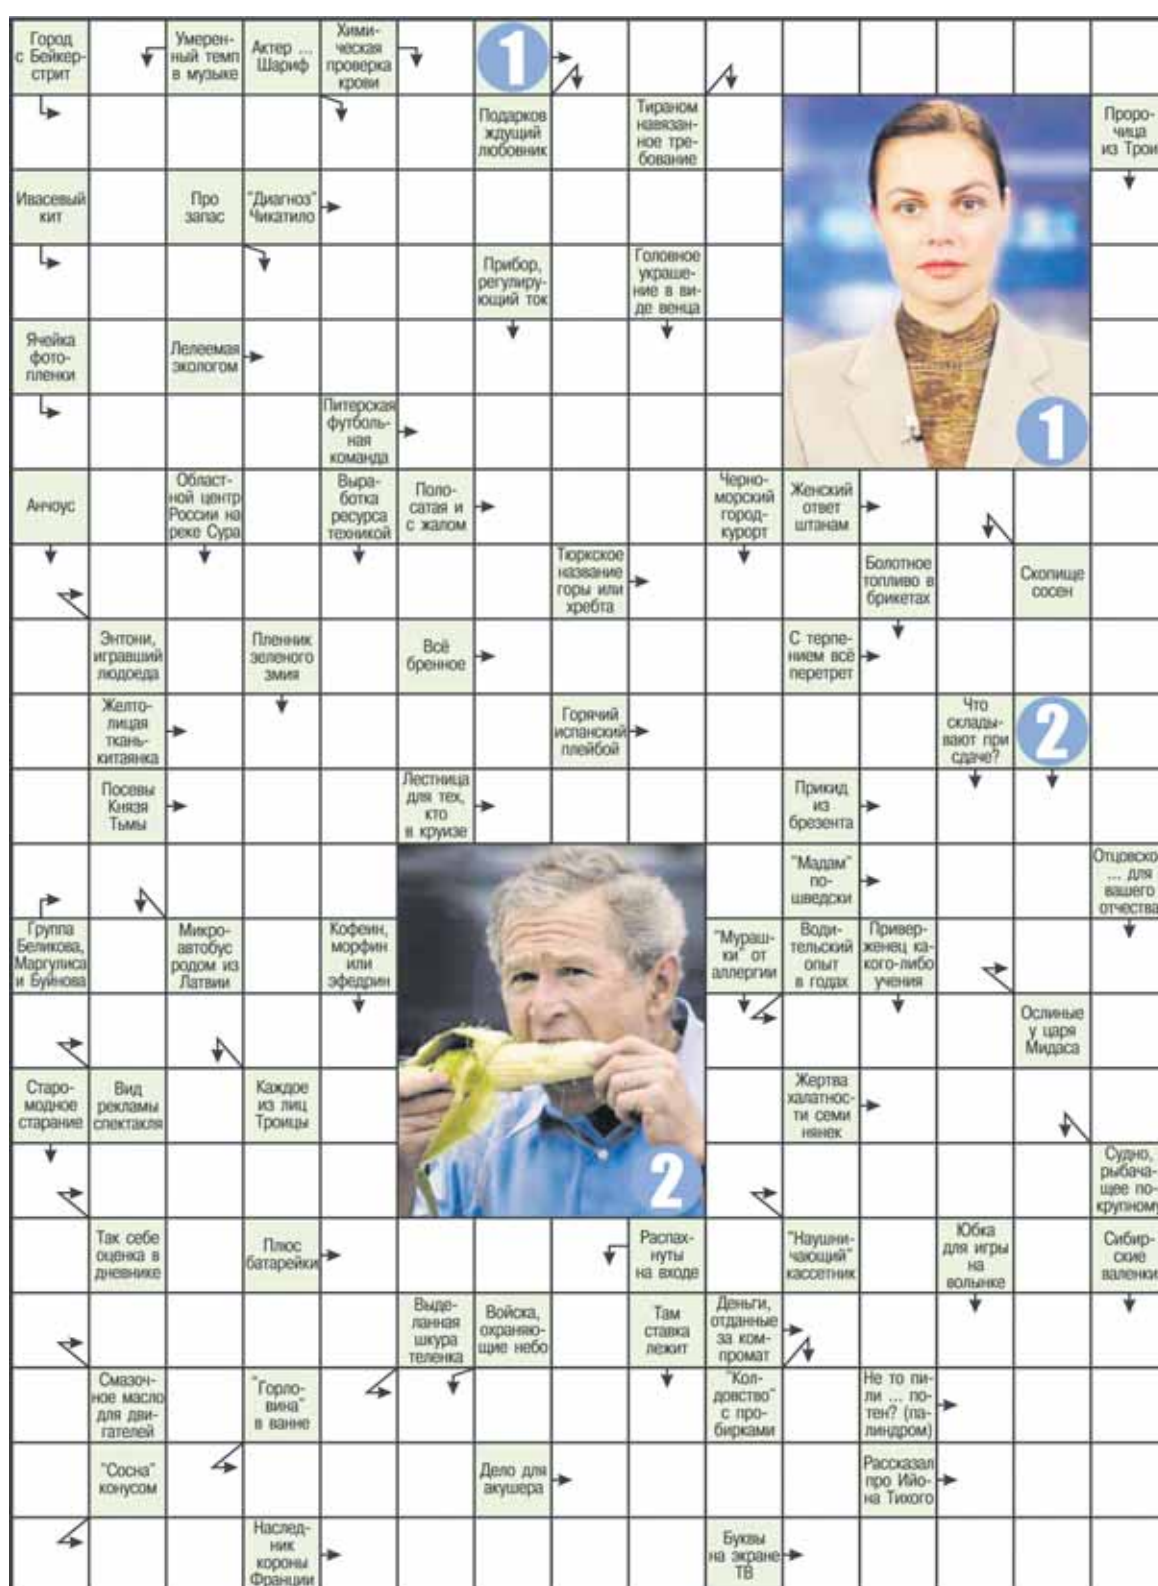 Город
с Бейкер-
стрит
Умерен-
ный темп
в музыке
Актер ...
Шариф
Хими-
ческая
проверка
крови
1
Подарков
ждущий
любовник
Тираном
навязан-
ное тре-
бование
Проро-
чица
из Трои
Ивасевый
кит
Про
запас
"Диагноз"
Чикатило
Прибор,
регулиру-
ющий ток
Головное
украше-
ние в ви-
де венца
Ячейка
фото-
пленки
Лелеемая
экологом
Питерская
футболь-
ная
команда
1
Анчоус
Област-
ной центр
России на
реке Сура
Выра-
ботка
ресурса
техникой
Поло-
сатая и
с жалом
Черно-
морский
город-
курорт
Женский
ответ
штанам
Тюркское
название
горы или
хребта
Болотное
топливо в
брикетах
Скопище
сосен
Энтони,
игравший
людоеда
Пленник
зеленого
змия
Всё
бренное
С терпе-
нием всё
перетрет
Желто-
лицая
ткань-
китаянка
Горячий
испанский
плейбой
Что
склады-
вают при
сдаче?
2
Посевы
Князя
Тьмы
Лестница
для тех,
кто
в круизе
Прикид
из
брезента
"Мадам"
по-
шведски
Отцовско
... для
вашего
отчества
Группа
Беликова,
Маргулиса
и Буйнова
Микро-
автобус
родом из
Латвии
Кофеин,
морфин
или
эфедрин
"Мураш-
ки" от
аллергии
Води-
тельский
опыт
в годах
Привер-
женец ка-
кого-либо
учения
Ослиные
у царя
Мидаса
Старо-
модное
старание
Вид
рекламы
спектакля
Каждое
из лиц
Троицы
Жертва
халатнос-
ти семи
нянек
2
Судно,
рыбача-
щее по-
крупному
Так себе
оценка в
дневнике
Плюс
батарейки
Распах-
нуты
на входе
"Наушни-
чающий"
кассетник
Юбка
для игры
на
волынке
Сибир-
ские
валенки
Выде-
ланная
шкура
теленка
Войска,
охраняю-
щие небо
Там
ставка
лежит
Деньги,
отданные
за ком-
промат
Смазоч-
ное масло
для дви-
гателей
"Горло-
вина"
в ванне
"Кол-
довство"
с про-
бирками
Не то пи-
ли ... по-
тен? (па-
линдром)
"Сосна"
конусом
Дело для
акушера
Рассказал
про Ийо-
на Тихого
Наслед-
ник
короны
Франции
Буквы
на экране
ТВ